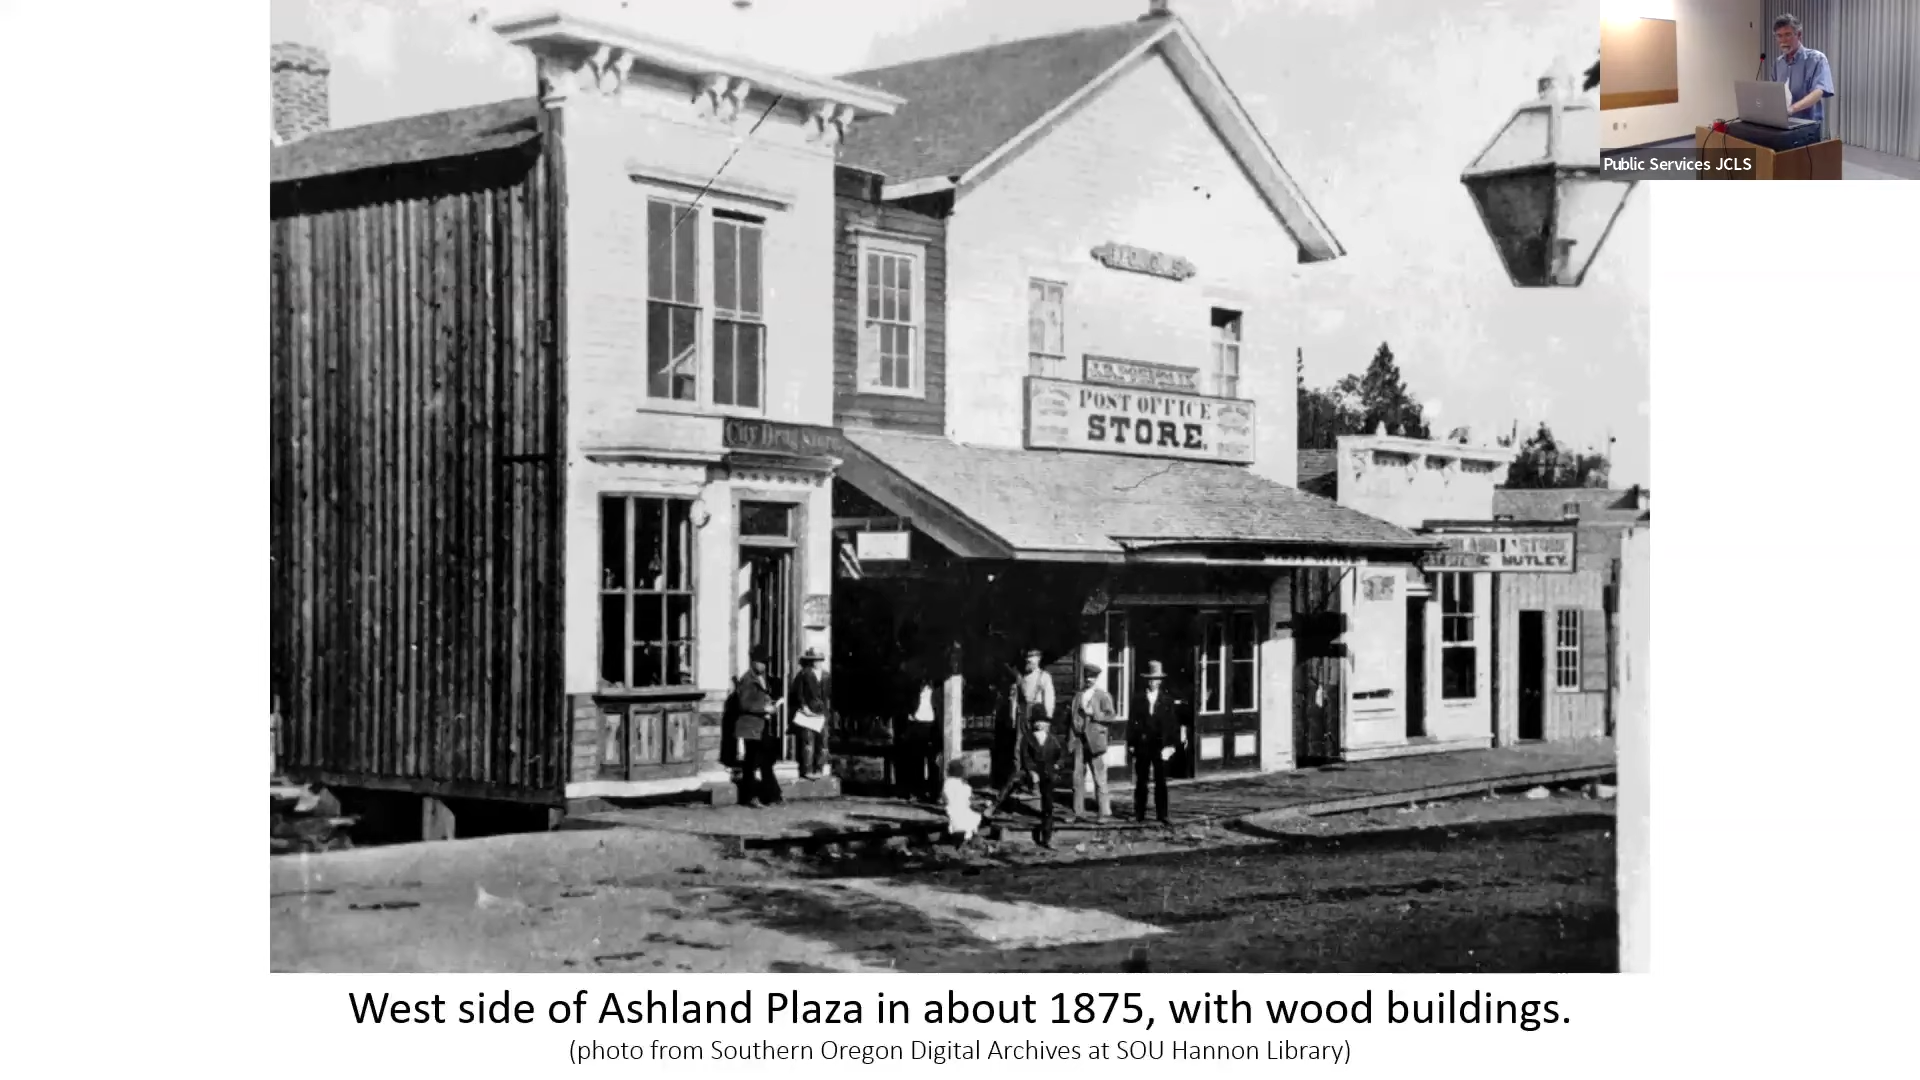 Public Services JCLS
I.O.O.F.
POST OFFICE
STORE.
City Drug Store
NUTLEY.
West side of Ashland Plaza in about 1875, with wood buildings.
(photo from Southern Oregon Digital Archives at SOU Hannon Library)